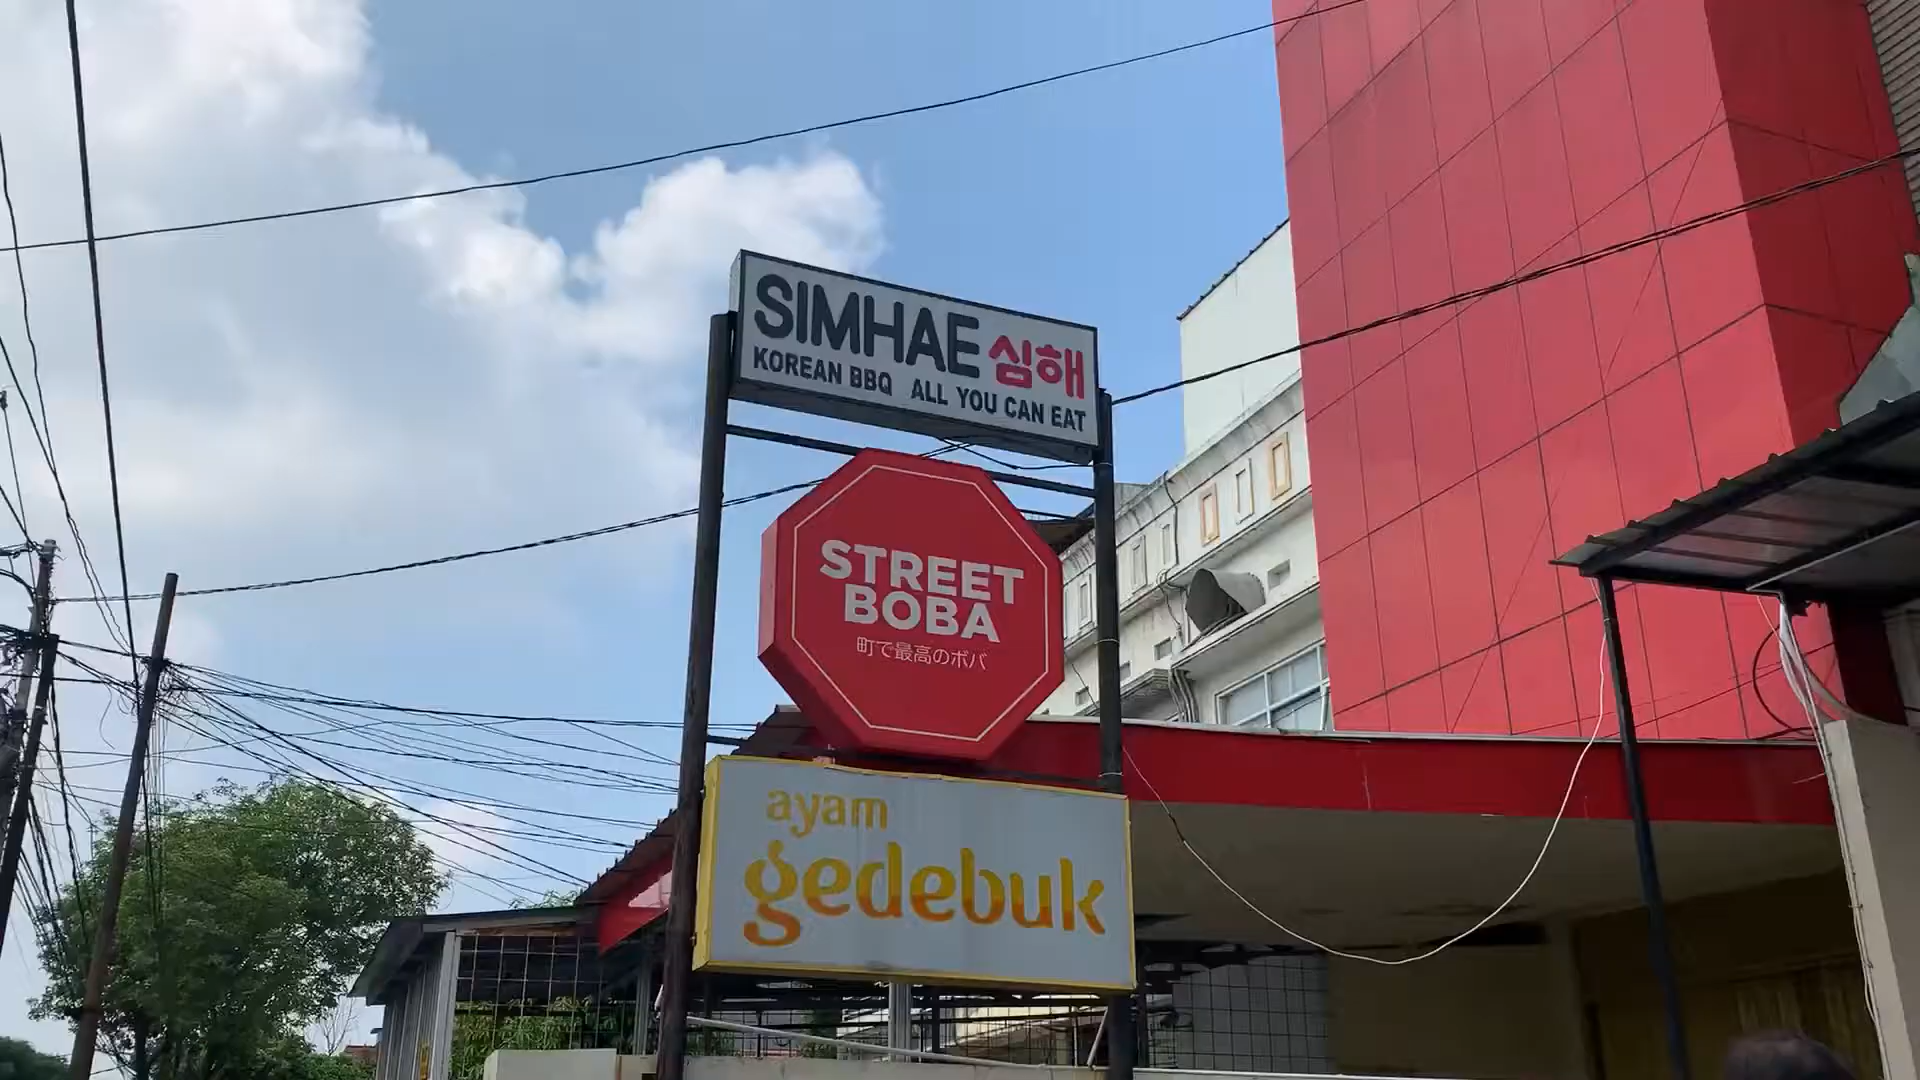 SIMHAE 심해
KOREAN BBQ ALL YOU CAN EAT
STREET
BOBA
町で最高のボバ
ayam
gedebuk